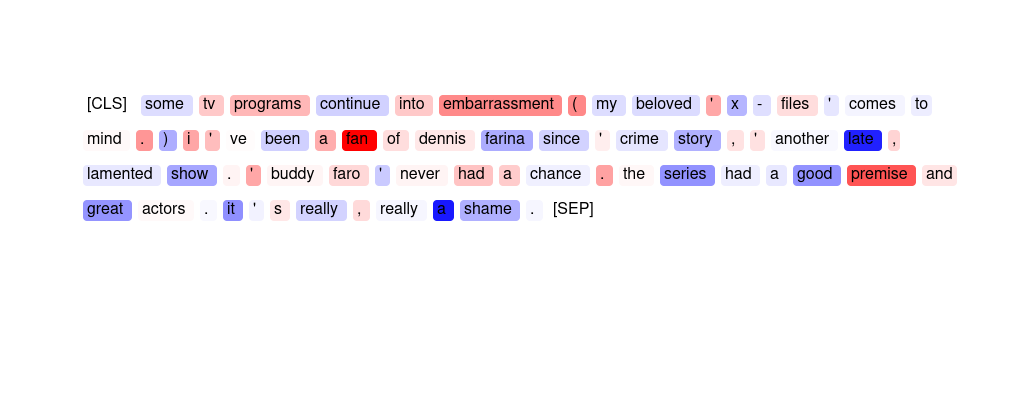 [CLS] some tv programs continue into embarrassment ( my beloved ' x - files ' comes to
mind . ) i ' ve been a fan of dennis farina since ' crime story , ' another late ,
lamented show . ' buddy faro ' never had a chance . the series had a good premise and
great actors . it ' s really , really a shame . [SEP]